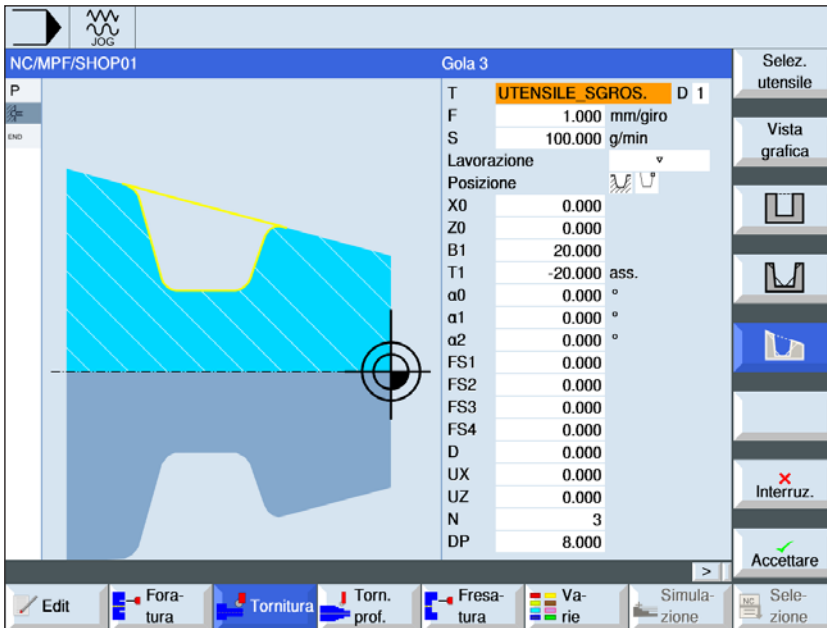 JOG
NC/MPF/SHOP01
Gola 3
P
END
T UTENSILE_SGROS. D 1
F 1.000 mm/giro
S 100.000 g/min
Lavorazione ▿
Posizione
X0 0.000
Z0 0.000
B1 20.000
T1 -20.000 ass.
α0 0.000 °
α1 0.000 °
α2 0.000 °
FS1 0.000
FS2 0.000
FS3 0.000
FS4 0.000
D 0.000
UX 0.000
UZ 0.000
N 3
DP 8.000
Selez.
utensile
Vista
grafica
Interruz.
Accettare
>
Edit
Fora-
tura
Tornitura
Torn.
prof.
Fresa-
tura
Va-
rie
Simula-
zione
NC
Sele-
zione